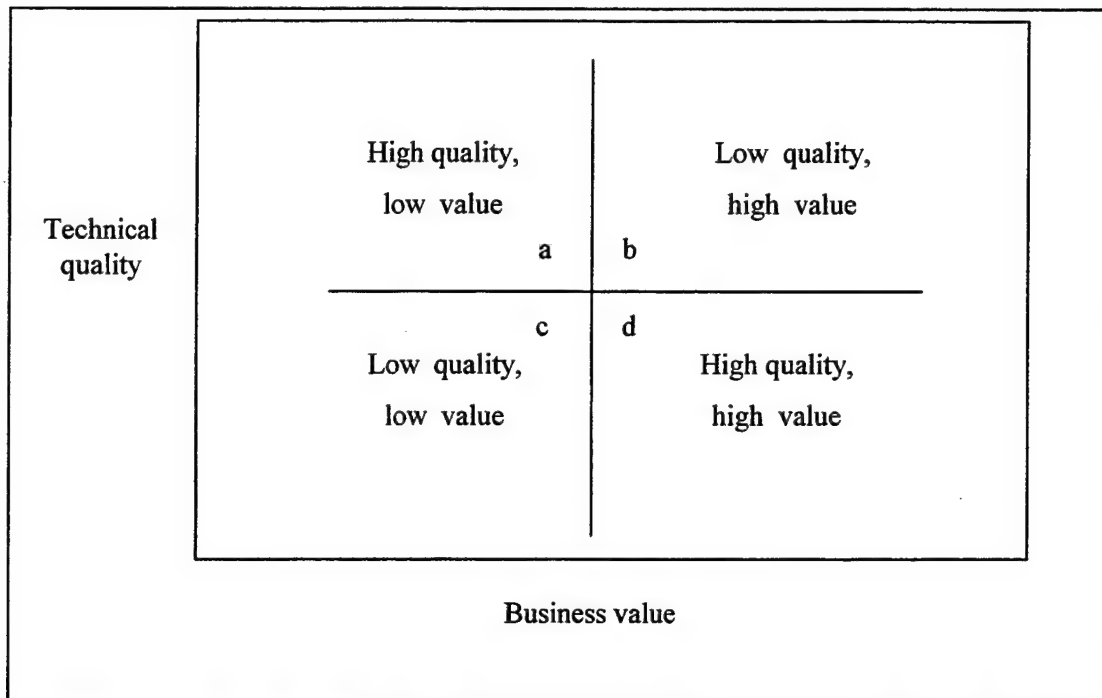 High quality,
low value
Low quality,
high value
Technical
quality
a
b
c
d
Low quality,
low value
High quality,
high value
Business value